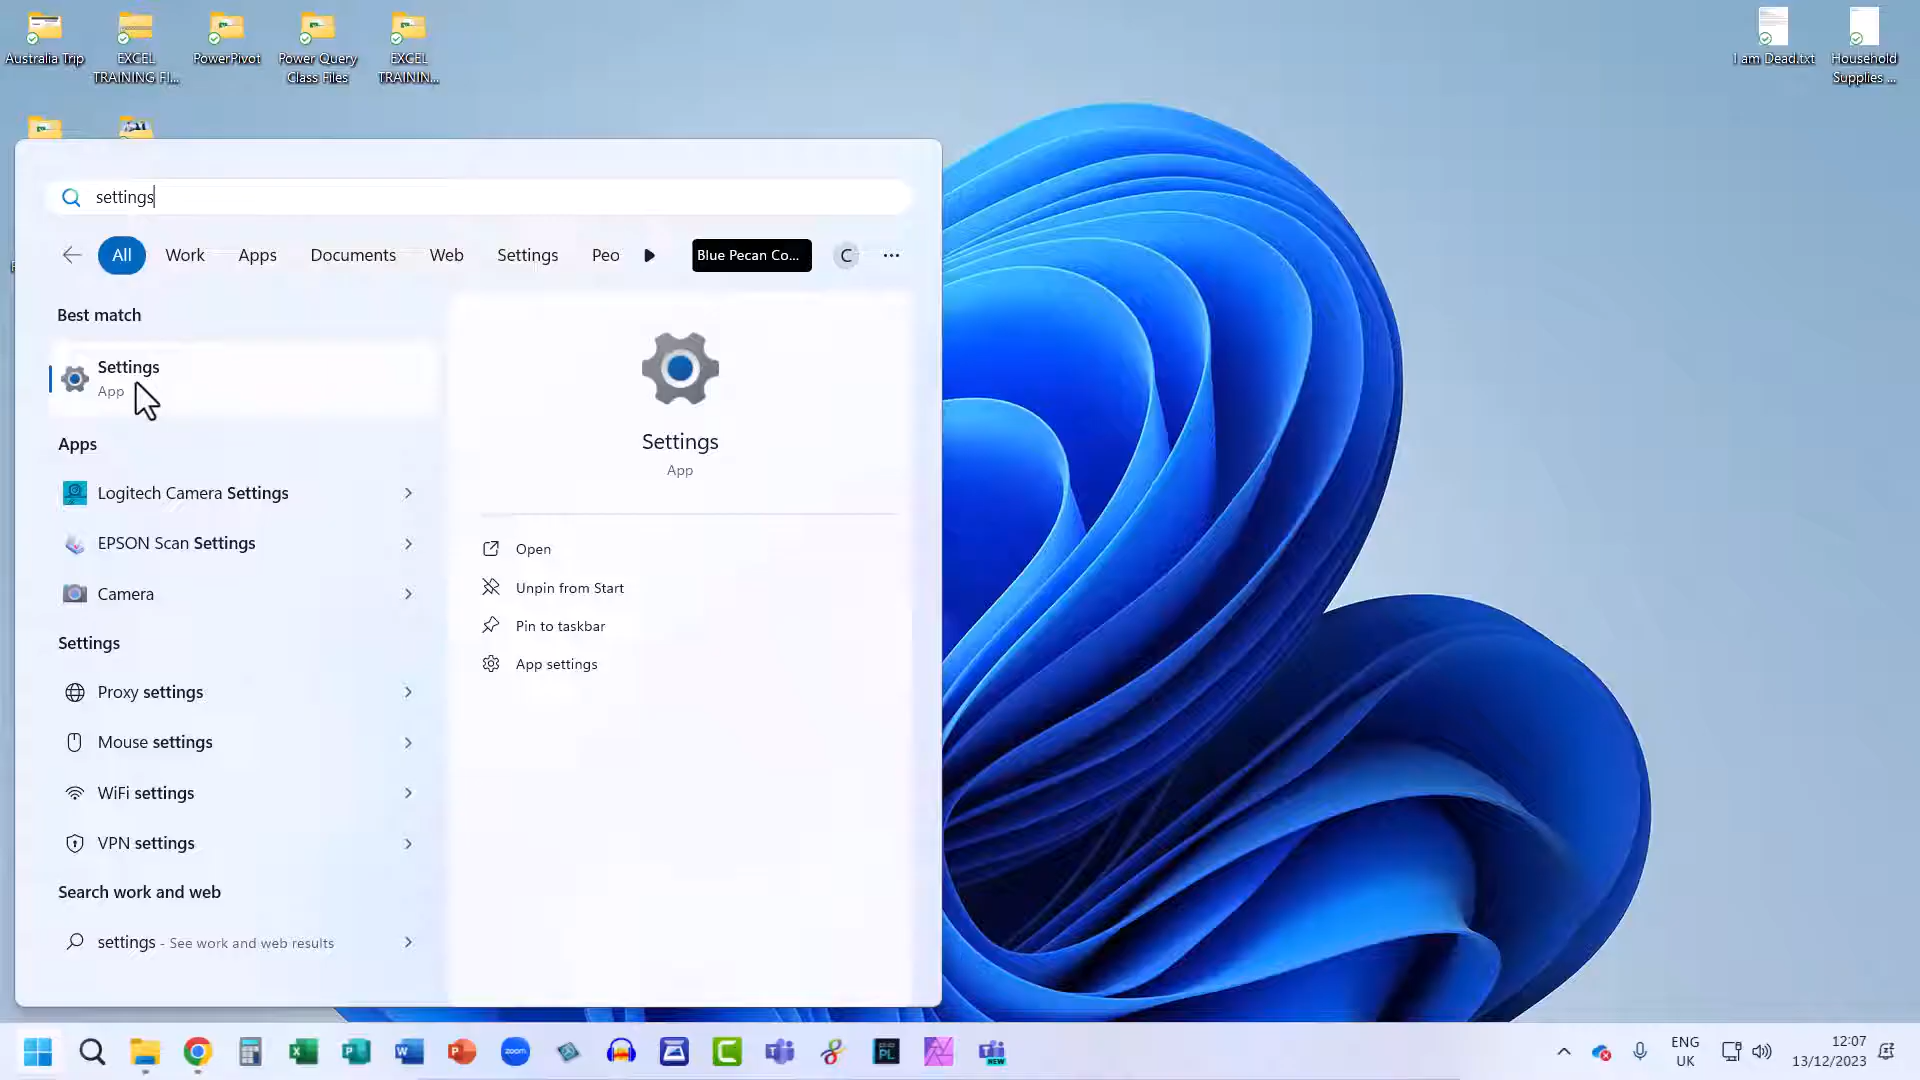 Australia Trip
EXCEL
TRAINING FI...
PowerPivot
Power Query
Class Files
EXCEL
TRAININ...
I am Dead.txt
Household
Supplies ...
settings
All
Work
Apps
Documents
Web
Settings
Peo
Blue Pecan Co...
C
Best match
Settings
App
Apps
Logitech Camera Settings
EPSON Scan Settings
Camera
Settings
Proxy settings
Mouse settings
WiFi settings
VPN settings
Search work and web
settings - See work and web results
Settings
App
Open
Unpin from Start
Pin to taskbar
App settings
zoom
PL
NEW
ENG
UK
12:07
13/12/2023